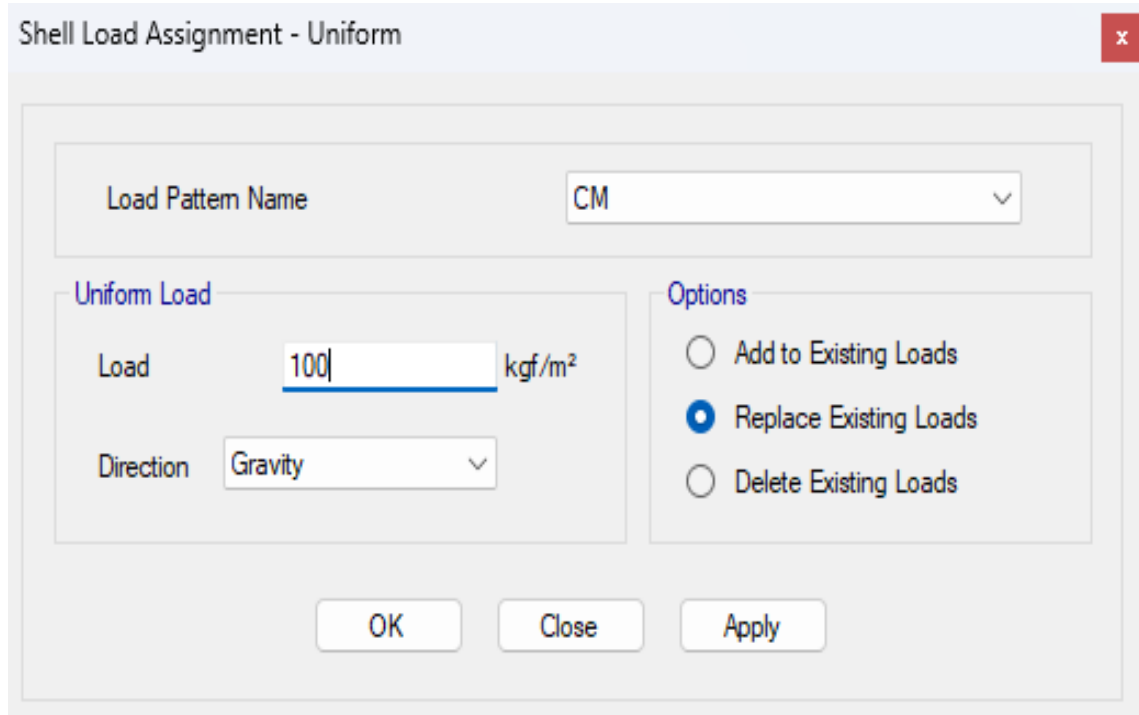 Shell Load Assignment - Uniform
x
Load Pattern Name
CM
Uniform Load
Load
100
kgf/m²
Direction
Gravity
Options
Add to Existing Loads
Replace Existing Loads
Delete Existing Loads
OK
Close
Apply